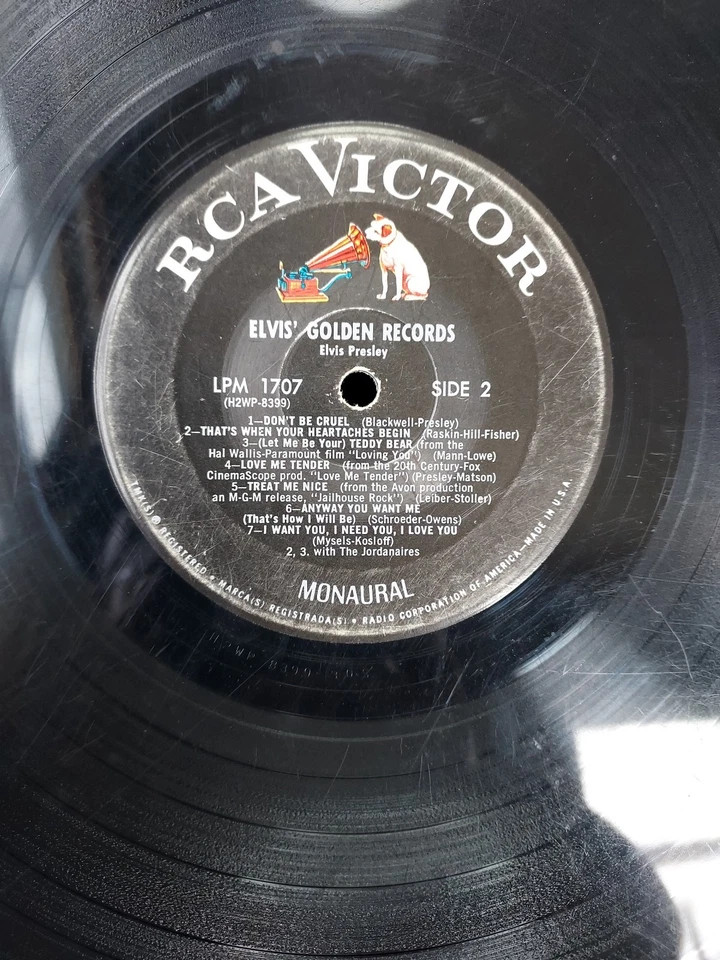 RCA VICTOR
ELVIS' GOLDEN RECORDS
Elvis Presley
LPM 1707
(H2WP-8399)
SIDE 2
1—DON'T BE CRUEL (Blackwell-Presley)
2—THAT'S WHEN YOUR HEARTACHES BEGIN (Raskin-Hill-Fisher)
3—(Let Me Be Your) TEDDY BEAR (from the
Hal Wallis-Paramount film "Loving You") (Mann-Lowe)
4—LOVE ME TENDER (from the 20th Century-Fox
CinemaScope prod. "Love Me Tender") (Presley-Matson)
5—TREAT ME NICE (from the Avon production
an M-G-M release, "Jailhouse Rock") (Leiber-Stoller)
6—ANYWAY YOU WANT ME
(That's How I Will Be) (Schroeder-Owens)
7—I WANT YOU, I NEED YOU, I LOVE YOU
(Mysels-Kosloff)
2, 3. with The Jordanaires
MONAURAL
TMK(S) ® REGISTERED • MARCA(S) REGISTRADA(S) • RADIO CORPORATION OF AMERICA—MADE IN U.S.A.